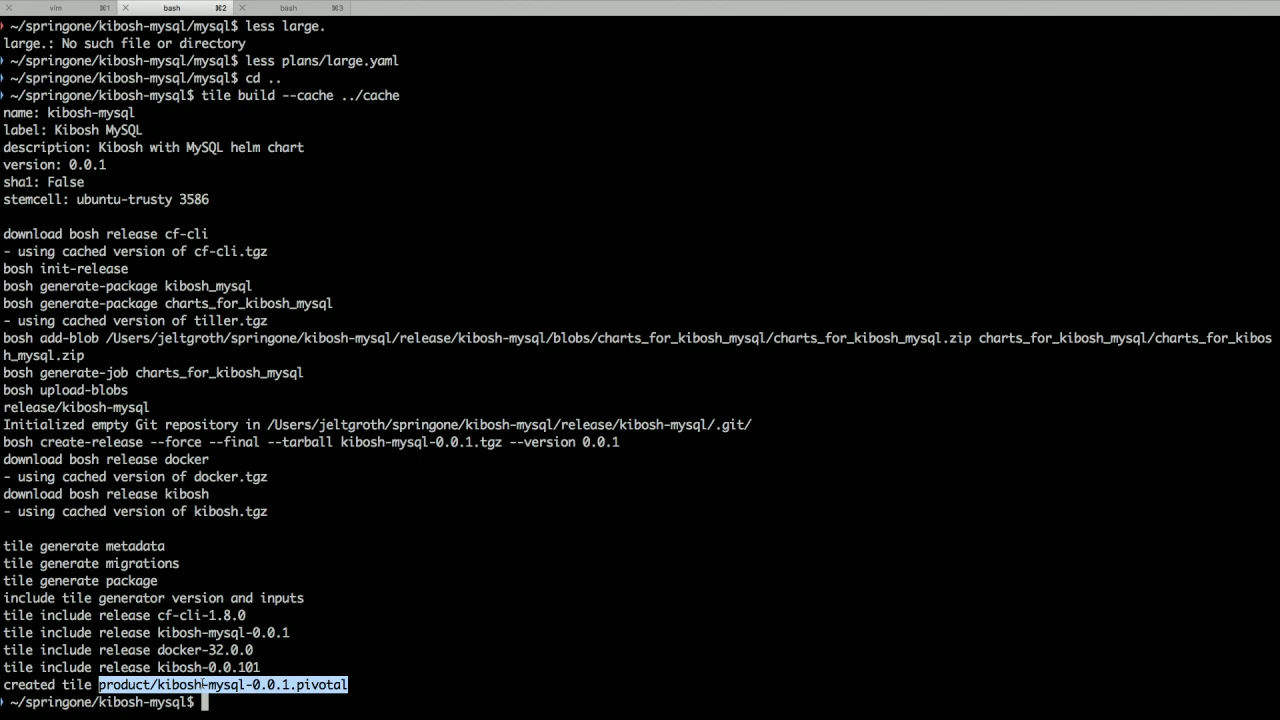 vim ⌘1 bash ⌘2 bash ⌘3
~/springone/kibosh-mysql/mysql$ less large.
large.: No such file or directory
~/springone/kibosh-mysql/mysql$ less plans/large.yaml
~/springone/kibosh-mysql/mysql$ cd ..
~/springone/kibosh-mysql$ tile build --cache ../cache
name: kibosh-mysql
label: Kibosh MySQL
description: Kibosh with MySQL helm chart
version: 0.0.1
sha1: False
stemcell: ubuntu-trusty 3586
download bosh release cf-cli
- using cached version of cf-cli.tgz
bosh init-release
bosh generate-package kibosh_mysql
bosh generate-package charts_for_kibosh_mysql
- using cached version of tiller.tgz
bosh add-blob /Users/jeltgroth/springone/kibosh-mysql/release/kibosh-mysql/blobs/charts_for_kibosh_mysql/charts_for_kibosh_mysql.zip charts_for_kibosh_mysql/charts_for_kibos
h_mysql.zip
bosh generate-job charts_for_kibosh_mysql
bosh upload-blobs
release/kibosh-mysql
Initialized empty Git repository in /Users/jeltgroth/springone/kibosh-mysql/release/kibosh-mysql/.git/
bosh create-release --force --final --tarball kibosh-mysql-0.0.1.tgz --version 0.0.1
download bosh release docker
- using cached version of docker.tgz
download bosh release kibosh
- using cached version of kibosh.tgz
tile generate metadata
tile generate migrations
tile generate package
include tile generator version and inputs
tile include release cf-cli-1.8.0
tile include release kibosh-mysql-0.0.1
tile include release docker-32.0.0
tile include release kibosh-0.0.101
created tile product/kibosh-mysql-0.0.1.pivotal
~/springone/kibosh-mysql$